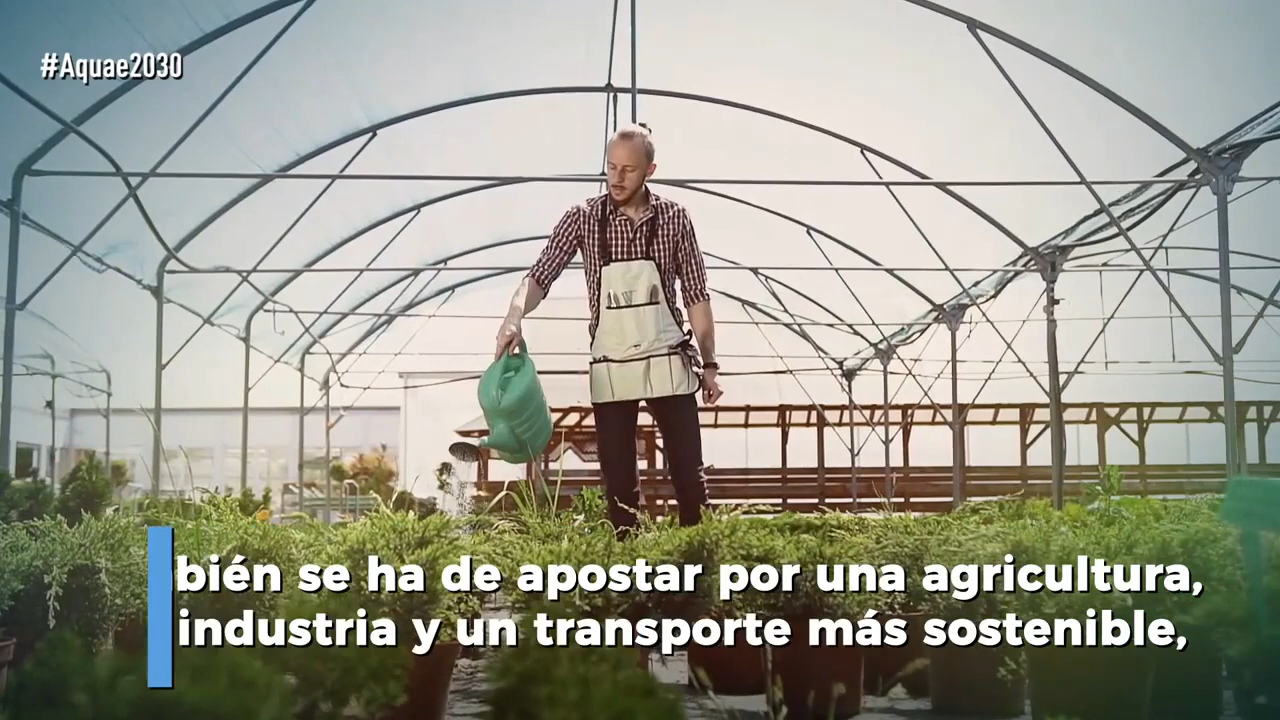 #Aquae2030
bién se ha de apostar por una agricultura,
industria y un transporte más sostenible,